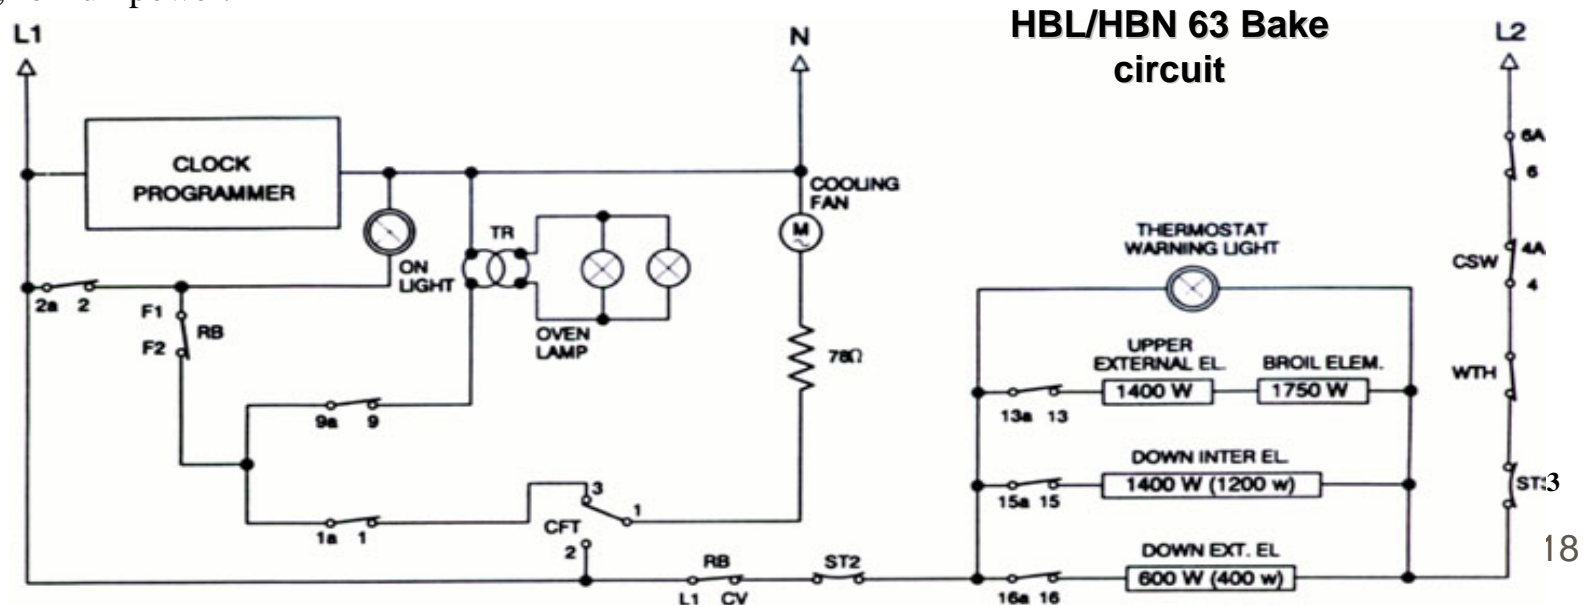 HBL/HBN 63 Bake
circuit
L1
N
L2
CLOCK
PROGRAMMER
COOLING
FAN
M
6A
6
TR
ON
LIGHT
THERMOSTAT
WARNING LIGHT
4A
CSW
4
2a 2
F1
RB
F2
OVEN
LAMP
78Ω
UPPER
EXTERNAL EL.
BROIL ELEM.
1400 W
1750 W
WTH
9a 9
13a 13
DOWN INTER EL.
1400 W (1200 w)
15a 15
ST3
3
1
1a 1
CFT
2
DOWN EXT. EL
600 W (400 w)
16a 16
RB
ST2
L1 CV
18